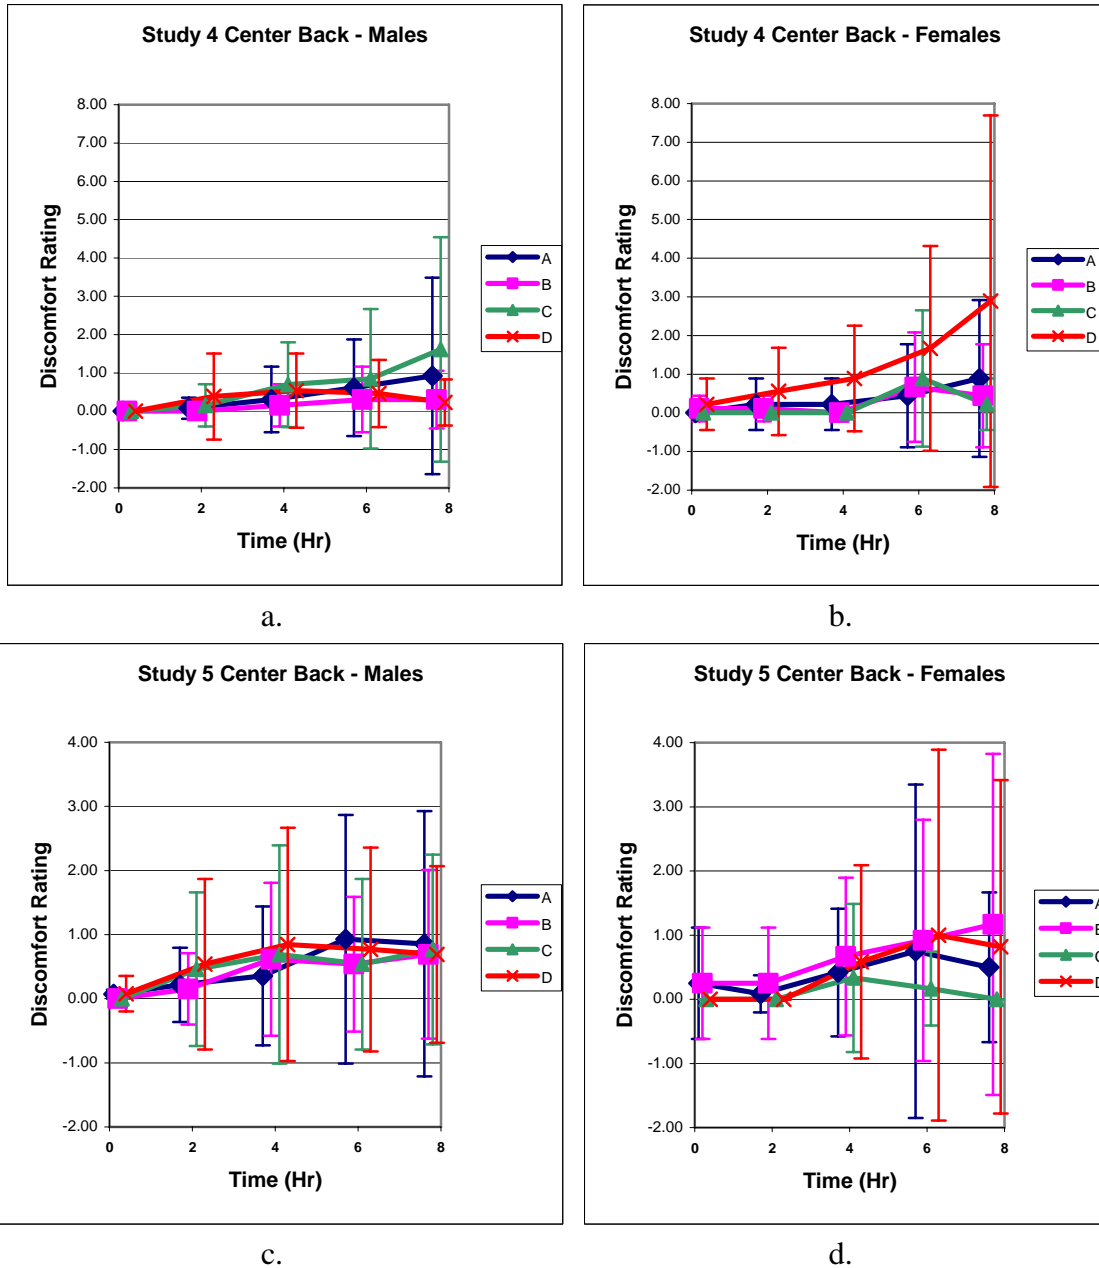 Study 4 Center Back - Males
8.00
7.00
6.00
5.00
4.00
3.00
2.00
1.00
0.00
-1.00
-2.00
0 2 4 6 8
Discomfort Rating
Time (Hr)
A
B
C
D
a.
Study 4 Center Back - Females
8.00
7.00
6.00
5.00
4.00
3.00
2.00
1.00
0.00
-1.00
-2.00
0 2 4 6 8
Discomfort Rating
Time (Hr)
A
B
C
D
b.
Study 5 Center Back - Males
4.00
3.00
2.00
1.00
0.00
-1.00
-2.00
0 2 4 6 8
Discomfort Rating
Time (Hr)
A
B
C
D
c.
Study 5 Center Back - Females
4.00
3.00
2.00
1.00
0.00
-1.00
-2.00
0 2 4 6 8
Discomfort Rating
Time (Hr)
A
B
C
D
d.